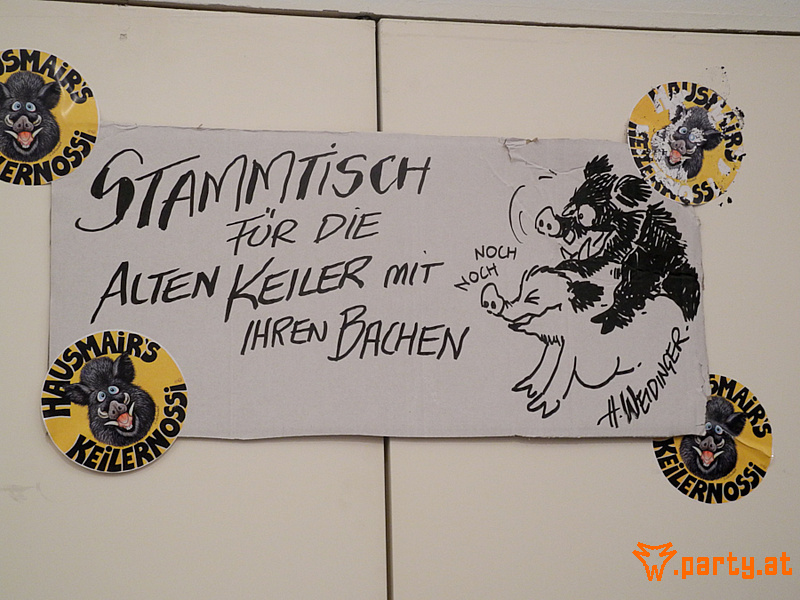 STAMMTISCH
FÜR DIE
ALTEN KEILER MIT
IHREN BACHEN
NOCH
NOCH
H. WEIDINGER.
HAUSMAIR'S
KEILERNOSSI
HAUSMAIR'S
KEILERNOSSI
party.at